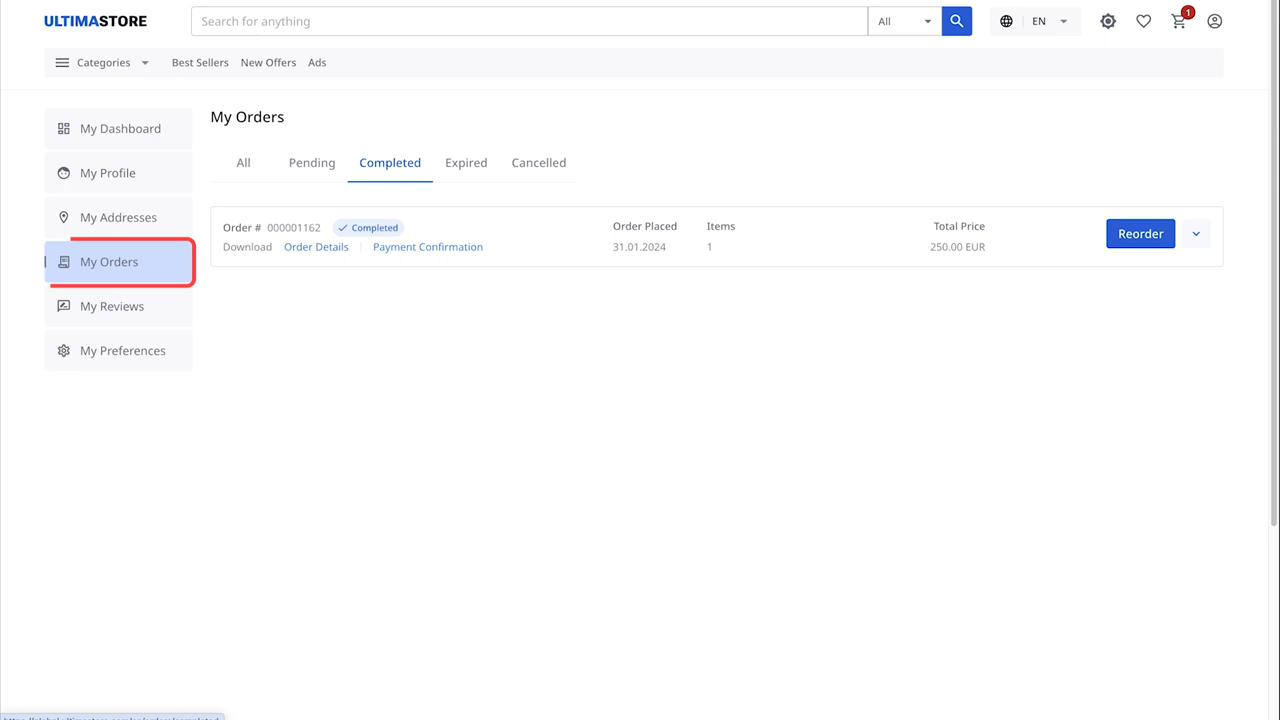 ULTIMASTORE
Search for anything
All
EN
1
Categories
Best Sellers
New Offers
Ads
My Dashboard
My Profile
My Addresses
My Orders
My Reviews
My Preferences
My Orders
All
Pending
Completed
Expired
Cancelled
Order # 000001162
Completed
Download
Order Details
Payment Confirmation
Order Placed
31.01.2024
Items
1
Total Price
250.00 EUR
Reorder